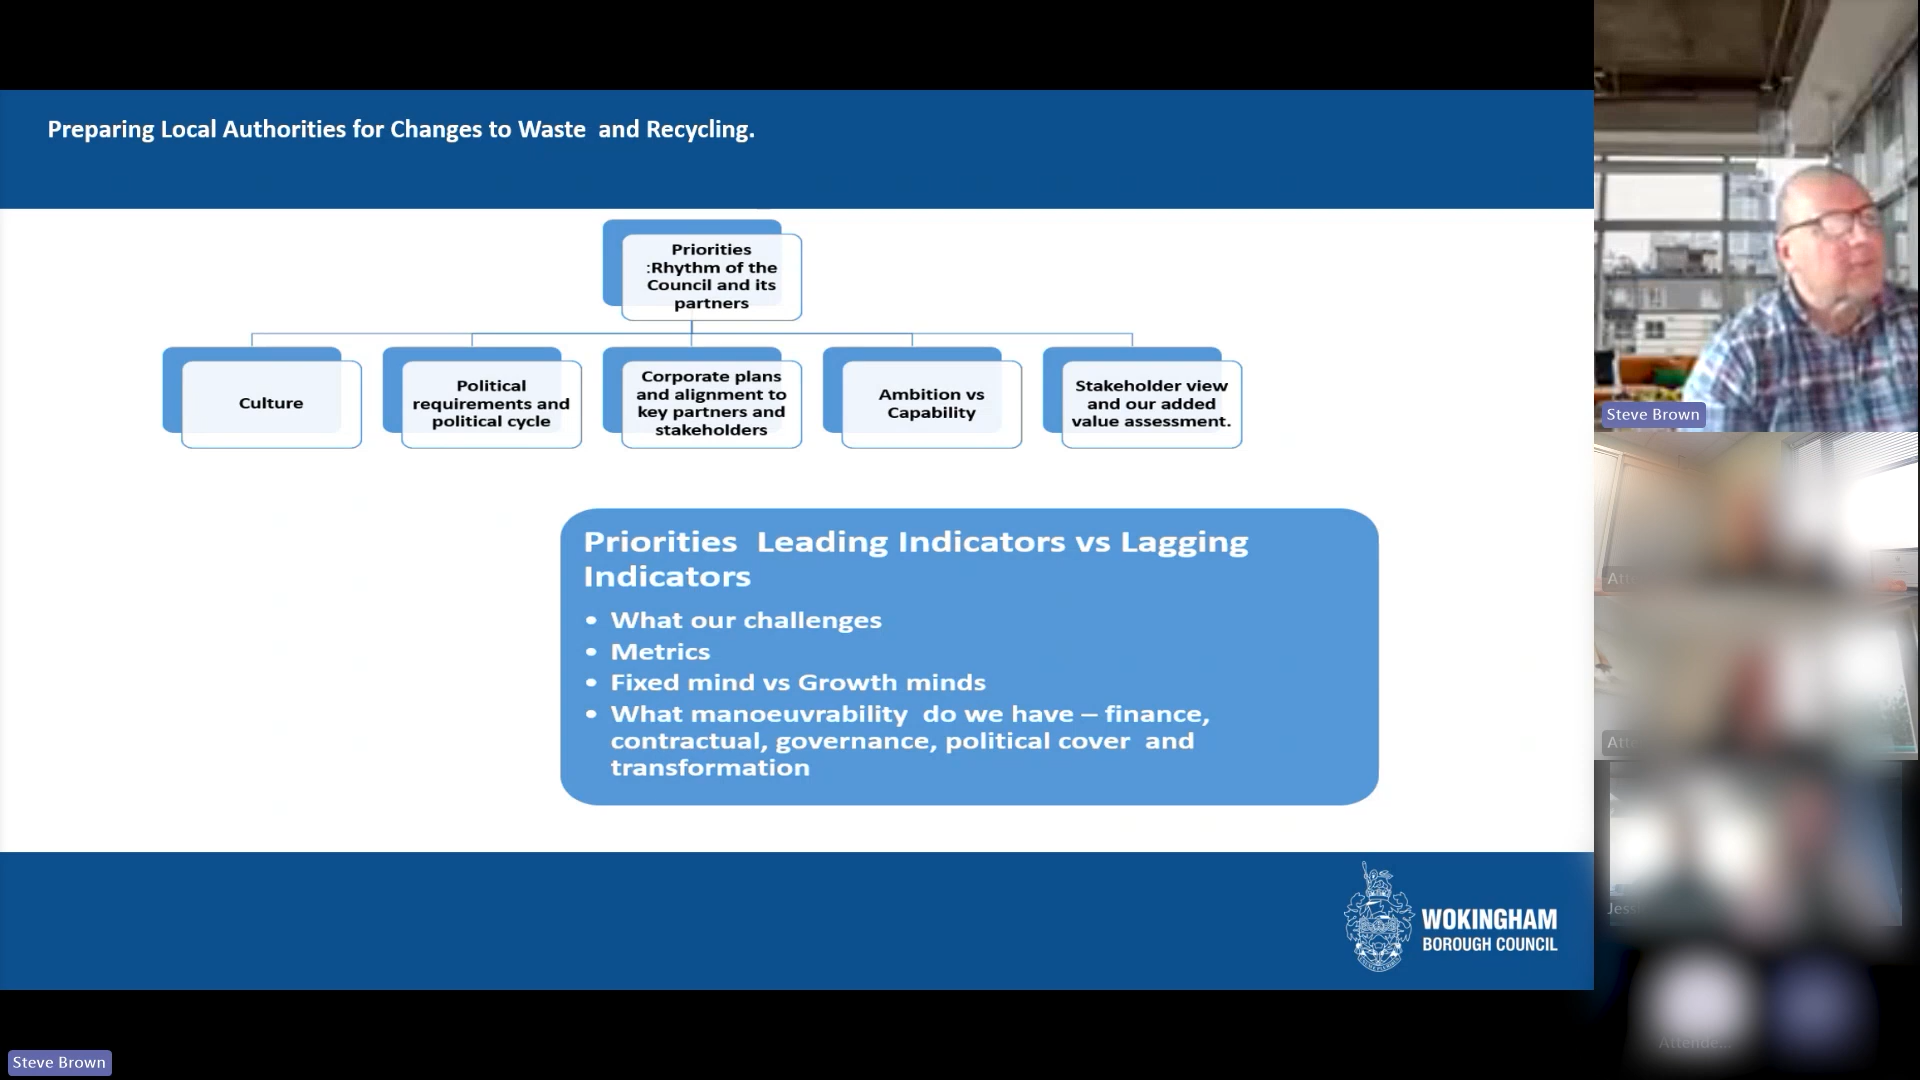 Preparing Local Authorities for Changes to Waste  and Recycling.
Priorities
:Rhythm of the
Council and its
partners
Culture
Political
requirements and
political cycle
Corporate plans
and alignment to
key partners and
stakeholders
Ambition vs
Capability
Stakeholder view
and our added
value assessment.
Priorities  Leading Indicators vs Lagging
Indicators
• What our challenges
• Metrics
• Fixed mind vs Growth minds
• What manoeuvrability  do we have – finance,
contractual, governance, political cover  and
transformation
WOKINGHAM
BOROUGH COUNCIL
Steve Brown
Steve Brown